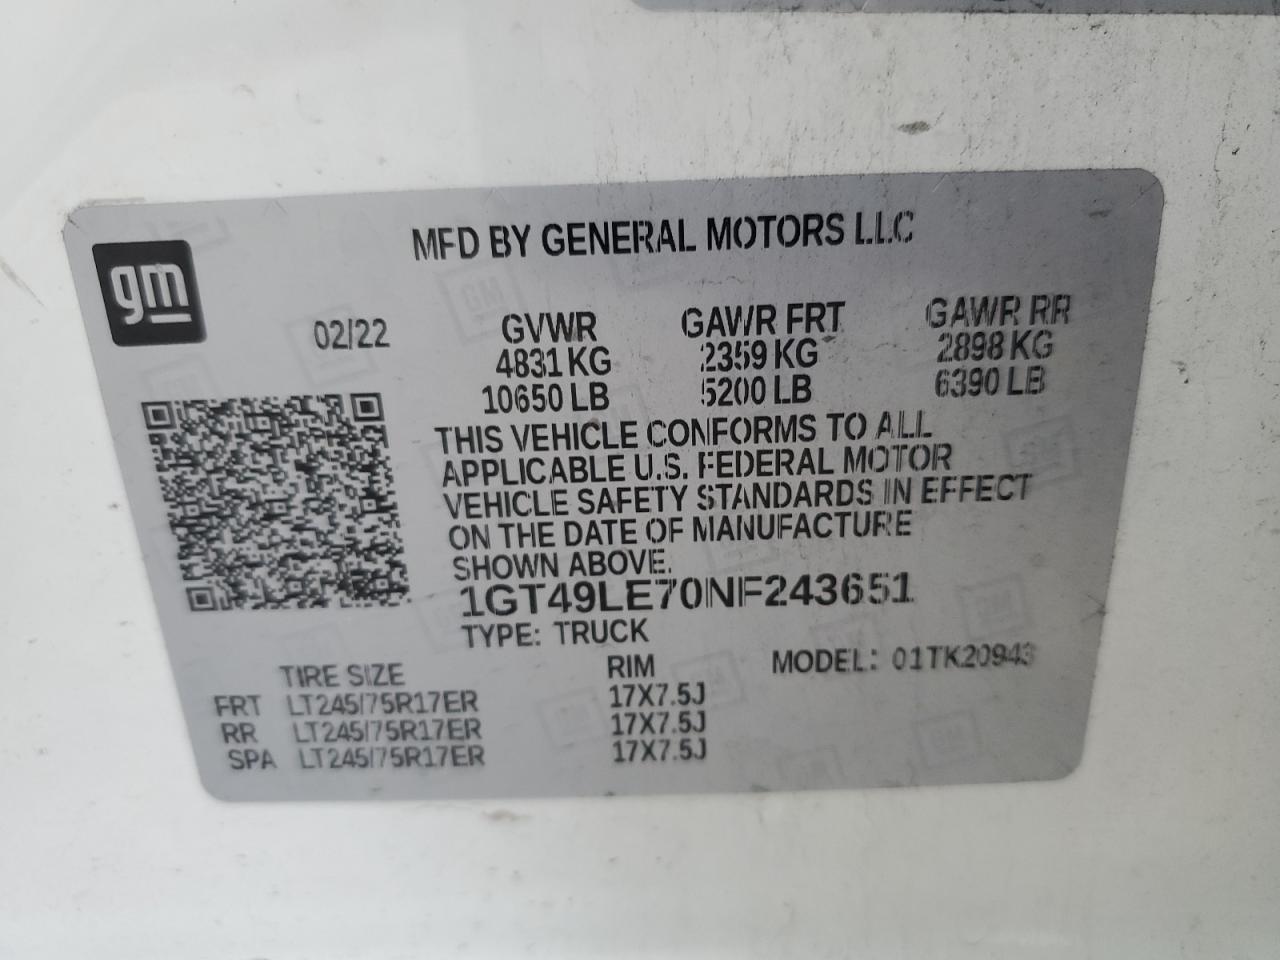 MFD BY GENERAL MOTORS LLC
gm
02/22
GVWR GAWR FRT GAWR RR
4831 KG 2359 KG 2898 KG
10650 LB 5200 LB 6390 LB
THIS VEHICLE CONFORMS TO ALL
APPLICABLE U.S. FEDERAL MOTOR
VEHICLE SAFETY STANDARDS IN EFFECT
ON THE DATE OF MANUFACTURE
SHOWN ABOVE.
1GT49LE70NF243651
TYPE: TRUCK
TIRE SIZE RIM MODEL: 01TK20943
FRT LT245/75R17ER 17X7.5J
RR LT245/75R17ER 17X7.5J
SPA LT245/75R17ER 17X7.5J